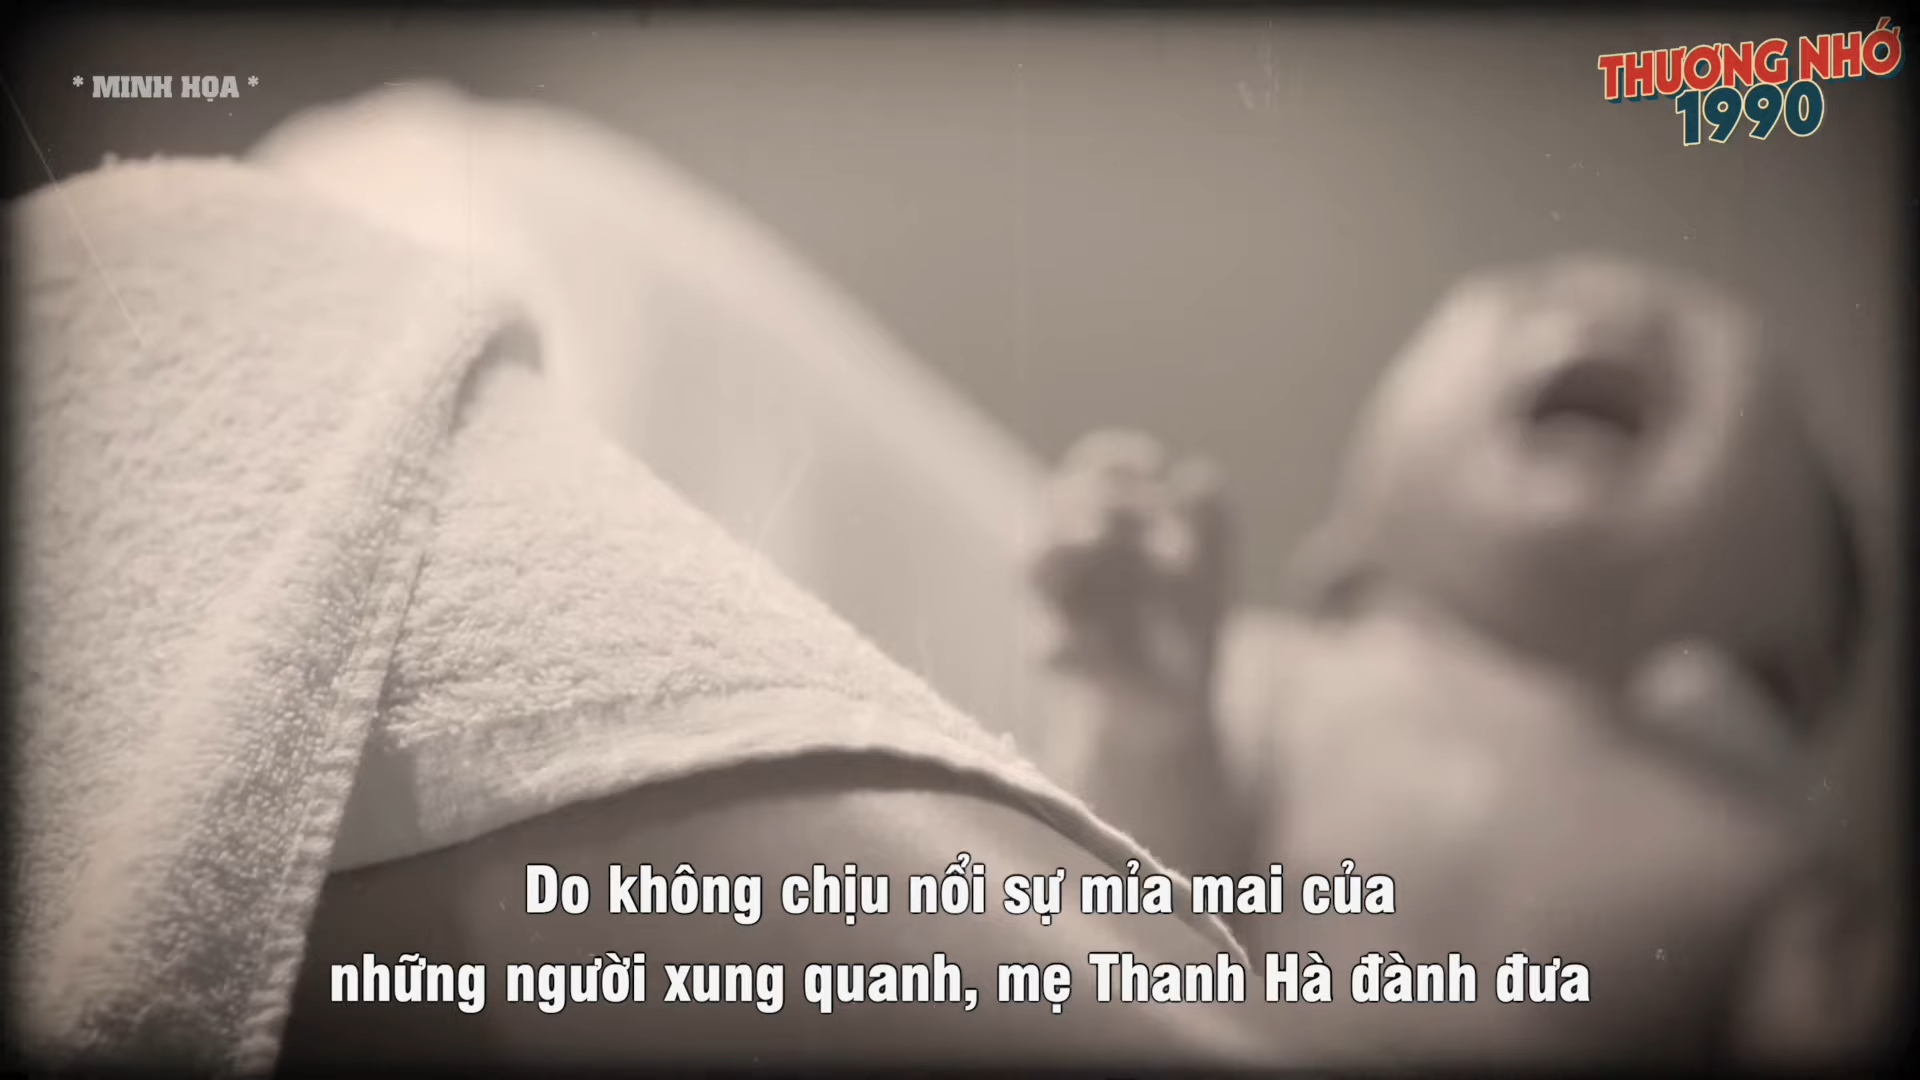 * MINH HỌA *
THƯƠNG NHỚ
1990
Do không chịu nổi sự mỉa mai của
những người xung quanh, mẹ Thanh Hà đành đưa